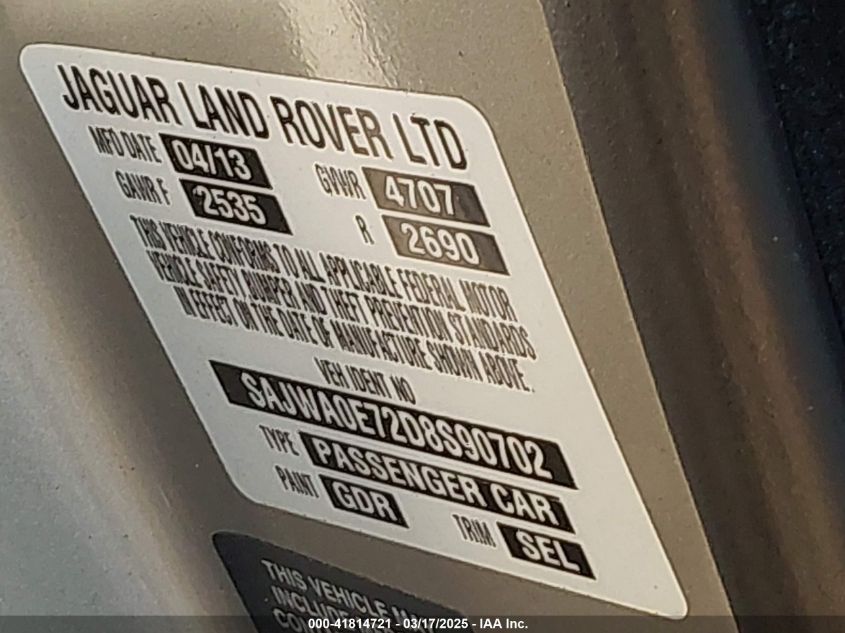 JAGUAR LAND ROVER LTD
MFD DATE 04/13 GVWR 4707
GAWR F 2535 R 2690
THIS VEHICLE CONFORMS TO ALL APPLICABLE FEDERAL MOTOR
VEHICLE SAFETY, BUMPER AND THEFT PREVENTION STANDARDS
IN EFFECT ON THE DATE OF MANUFACTURE SHOWN ABOVE.
VEH IDENT NO
SAJWA0E72D8S90702
TYPE PASSENGER CAR
PAINT GDR TRIM SEL
THIS VEHICLE MAY
INCLUDE
000-41814721 - 03/17/2025 - IAA Inc.